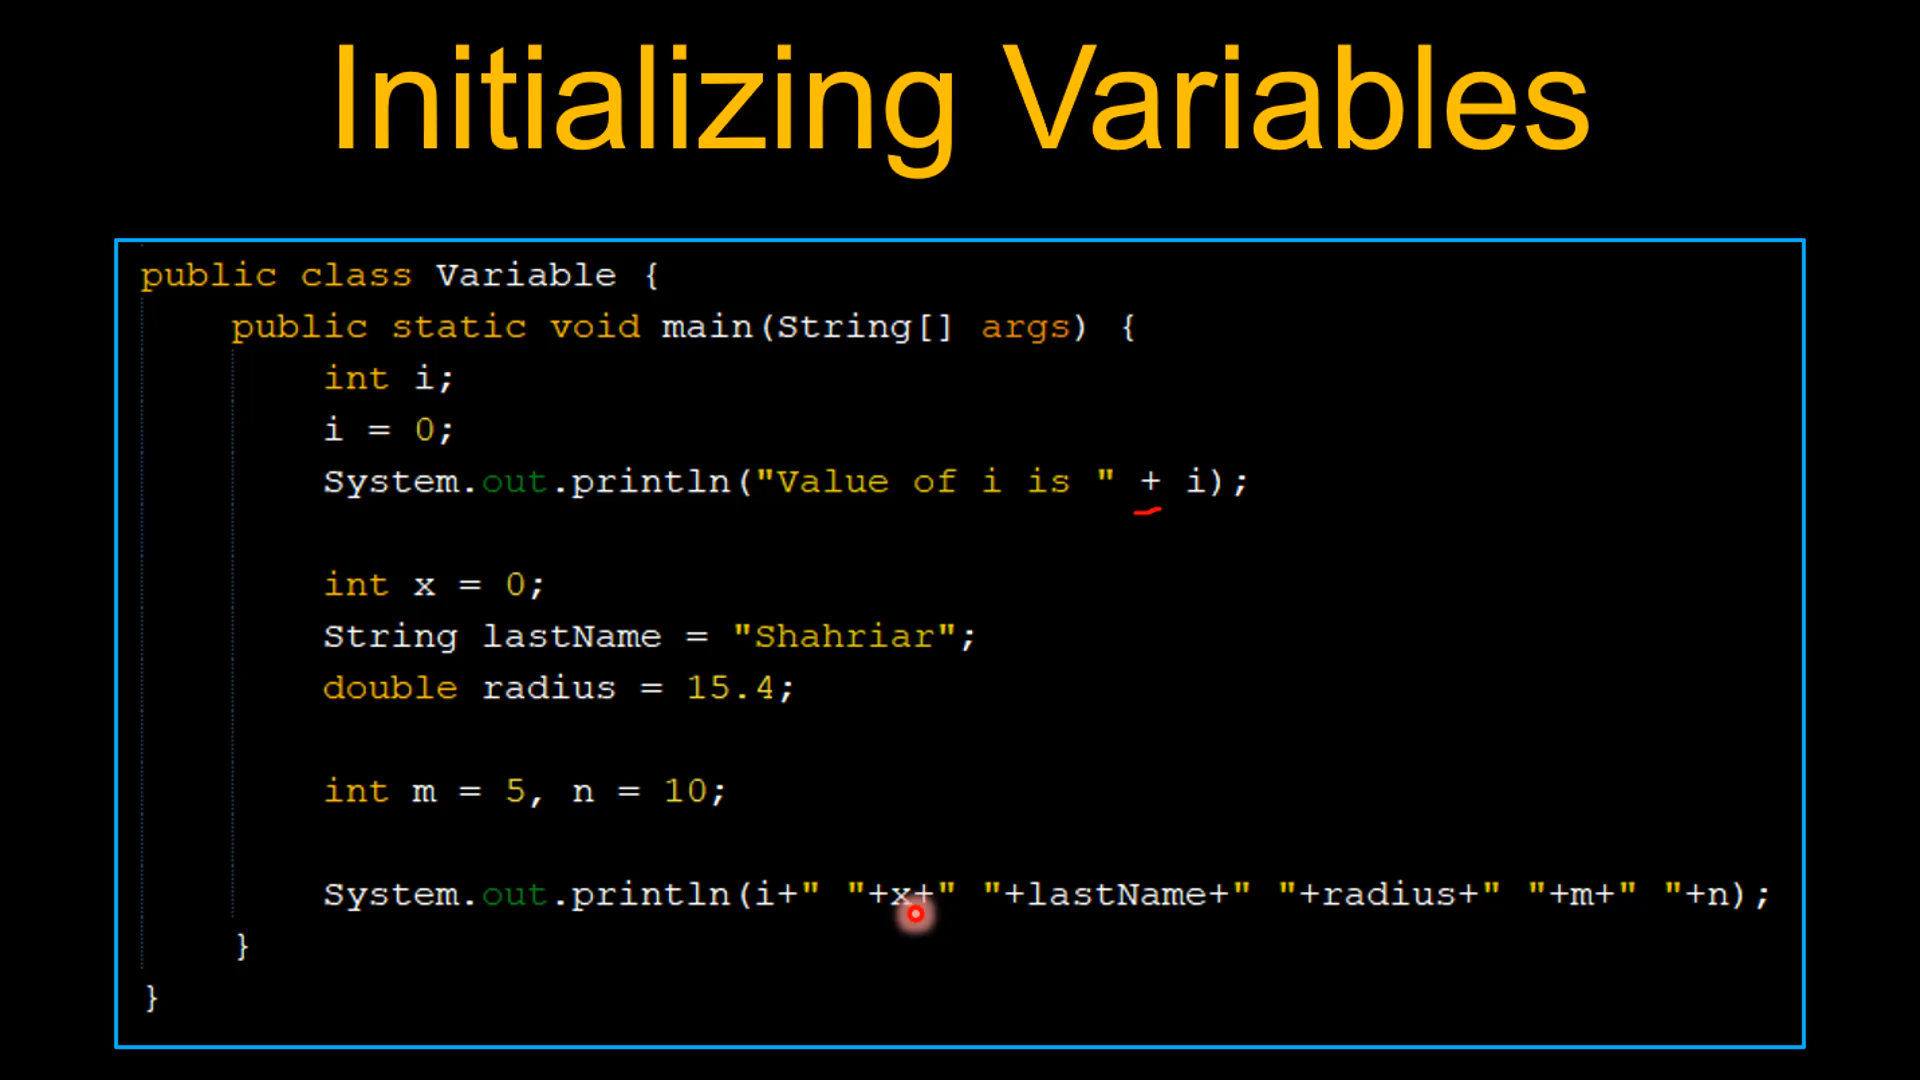 Initializing Variables
public class Variable {
public static void main(String[] args) {
int i;
i = 0;
System.out.println("Value of i is " + i);
int x = 0;
String lastName = "Shahriar";
double radius = 15.4;
int m = 5, n = 10;
System.out.println(i+" "+x+" "+lastName+" "+radius+" "+m+" "+n);
}
}